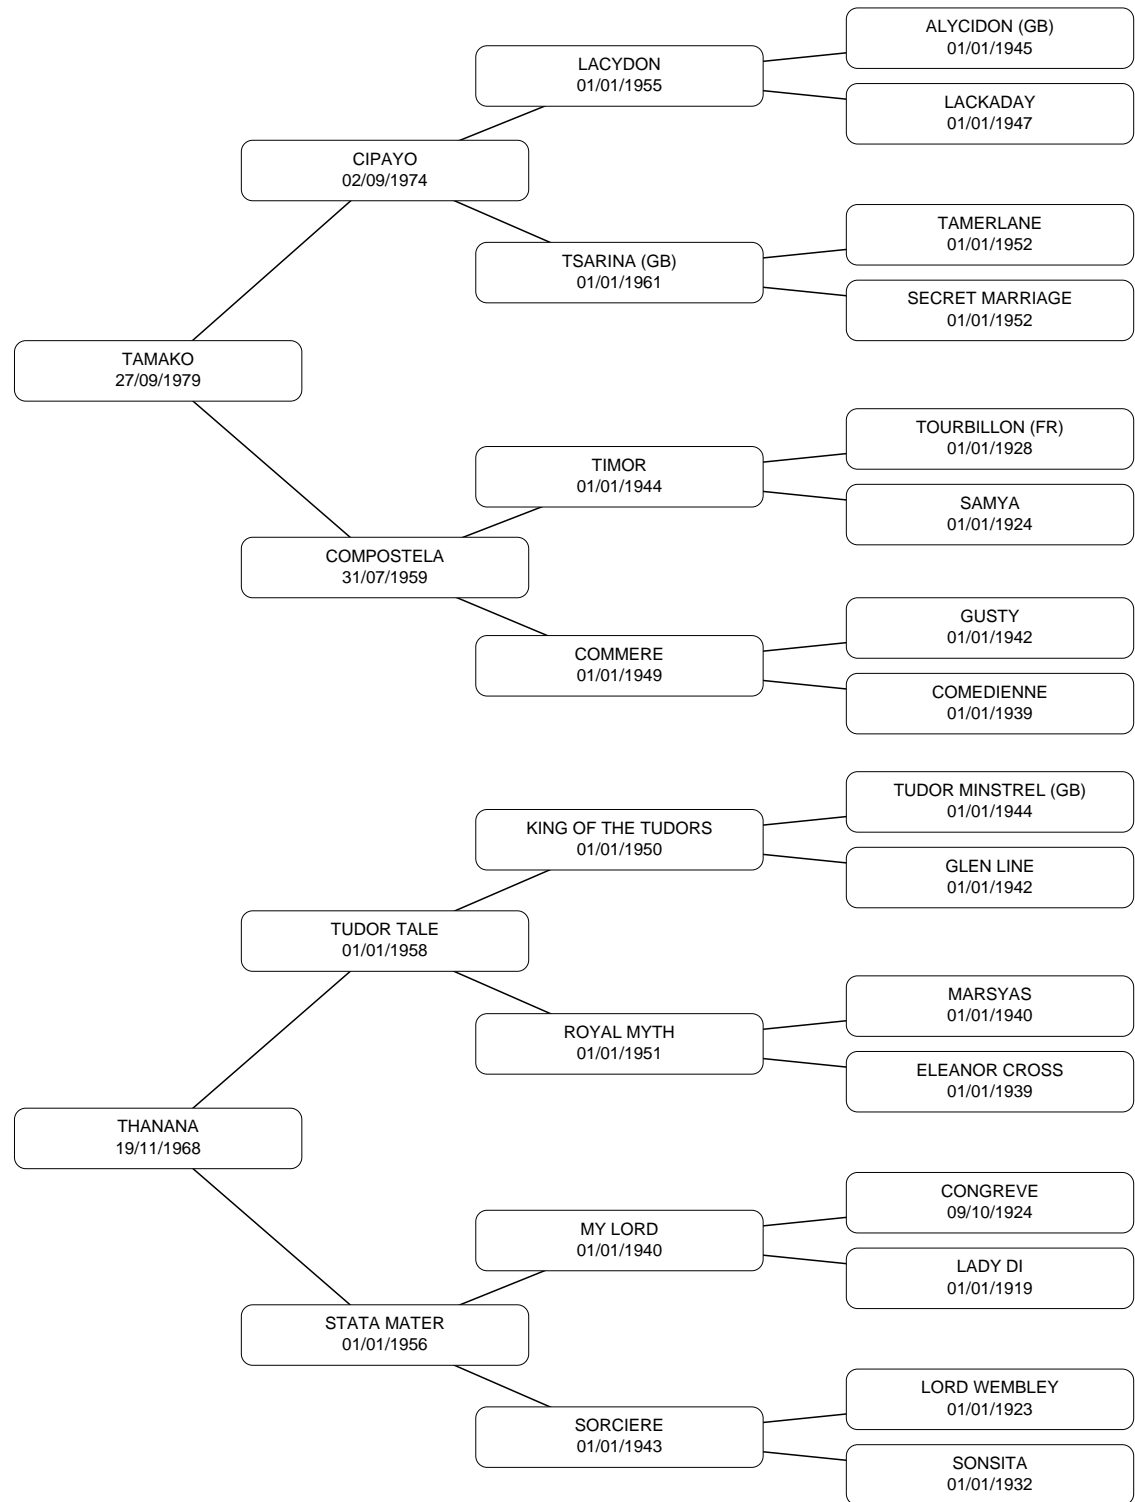 ALYCIDON (GB)
01/01/1945
LACYDON
01/01/1955
LACKADAY
01/01/1947
CIPAYO
02/09/1974
TAMERLANE
01/01/1952
TSARINA (GB)
01/01/1961
SECRET MARRIAGE
01/01/1952
TAMAKO
27/09/1979
TOURBILLON (FR)
01/01/1928
TIMOR
01/01/1944
SAMYA
01/01/1924
COMPOSTELA
31/07/1959
GUSTY
01/01/1942
COMMERE
01/01/1949
COMEDIENNE
01/01/1939
TUDOR MINSTREL (GB)
01/01/1944
KING OF THE TUDORS
01/01/1950
GLEN LINE
01/01/1942
TUDOR TALE
01/01/1958
MARSYAS
01/01/1940
ROYAL MYTH
01/01/1951
ELEANOR CROSS
01/01/1939
THANANA
19/11/1968
CONGREVE
09/10/1924
MY LORD
01/01/1940
LADY DI
01/01/1919
STATA MATER
01/01/1956
LORD WEMBLEY
01/01/1923
SORCIERE
01/01/1943
SONSITA
01/01/1932